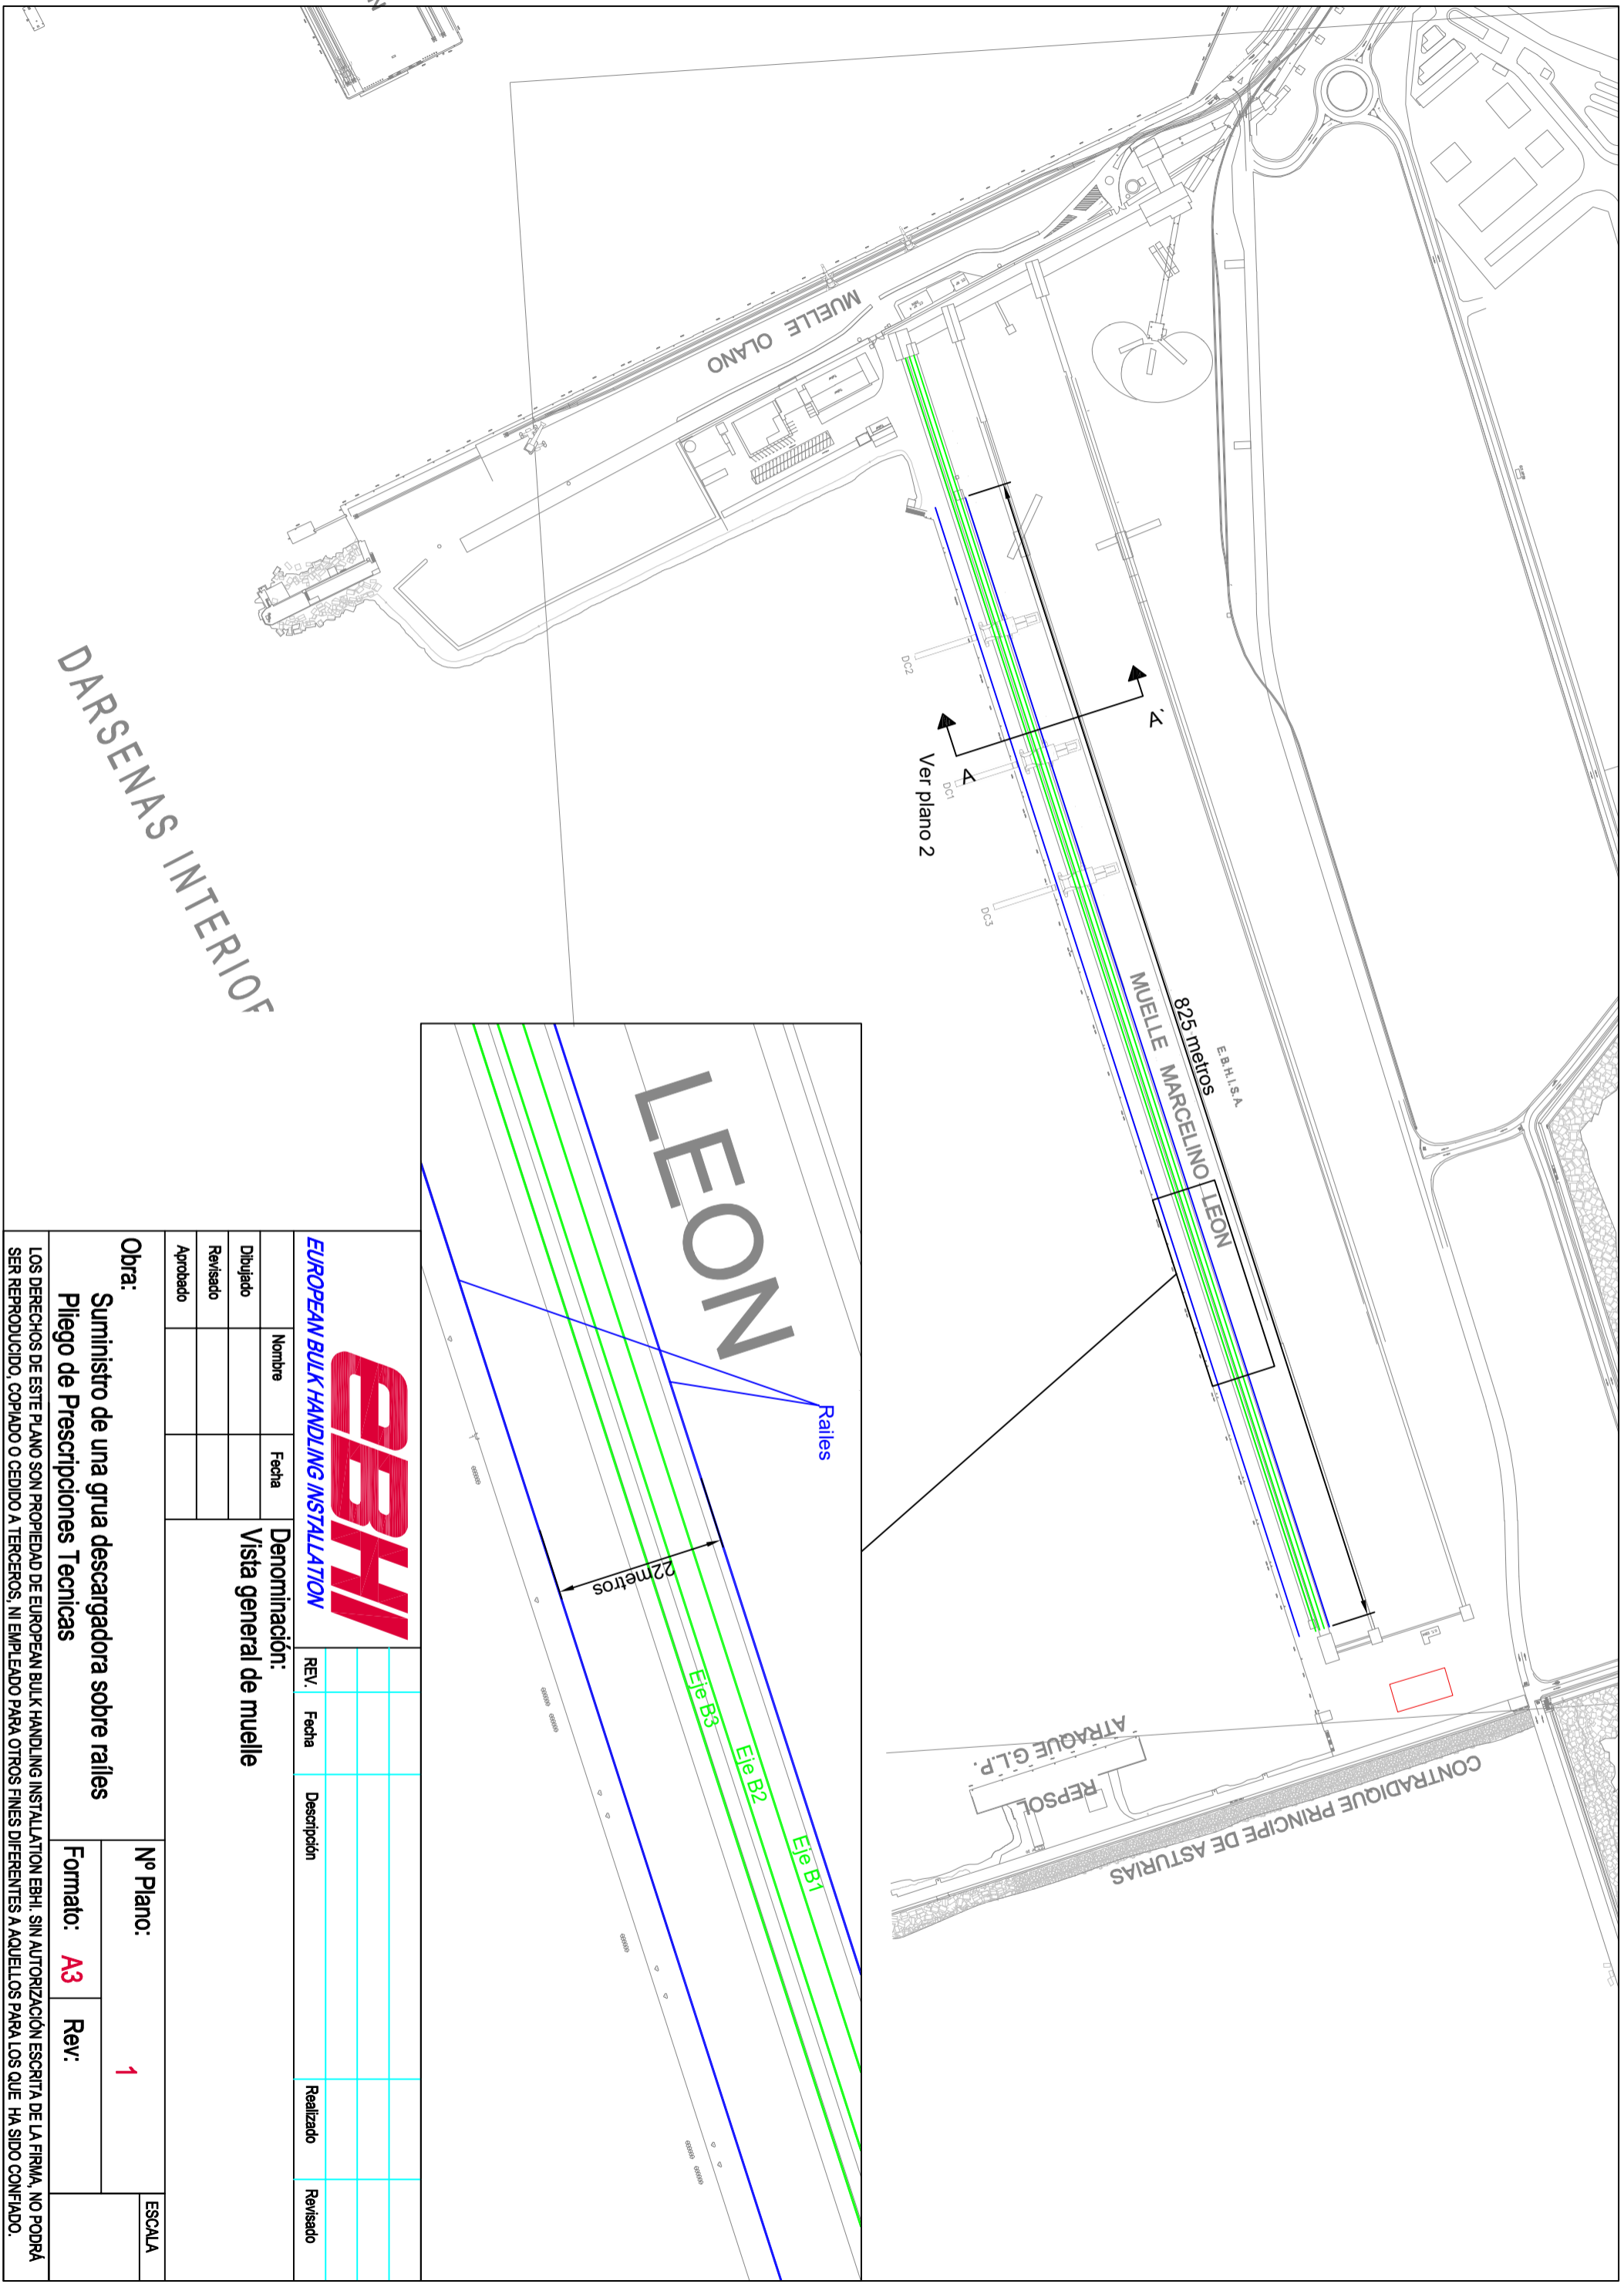 MUELLE OLANO
DARSENAS INTERIOR
DC2
DC1
DC3
A
A'
Ver plano 2
825 metros
E.B.H.I.S.A.
MUELLE MARCELINO LEON
ATRAQUE G.L.P.
REPSOL
CONTRADIQUE PRINCIPE DE ASTURIAS
LEON
Railes
22metros
Eje B3
Eje B2
Eje B1
eBHI
EUROPEAN BULK HANDLING INSTALLATION
REV. Fecha Descripción Realizado Revisado
Nombre Fecha
Dibujado
Revisado
Aprobado
Denominación:
Vista general de muelle
ESCALA
Obra:
Suministro de una grua descargadora sobre raíles
Pliego de Prescripciones Tecnicas
Nº Plano: 1
Formato: A3 Rev:
LOS DERECHOS DE ESTE PLANO SON PROPIEDAD DE EUROPEAN BULK HANDLING INSTALLATION EBHI. SIN AUTORIZACIÓN ESCRITA DE LA FIRMA, NO PODRÁ
SER REPRODUCIDO, COPIADO O CEDIDO A TERCEROS, NI EMPLEADO PARA OTROS FINES DIFERENTES A AQUELLOS PARA LOS QUE HA SIDO CONFIADO.